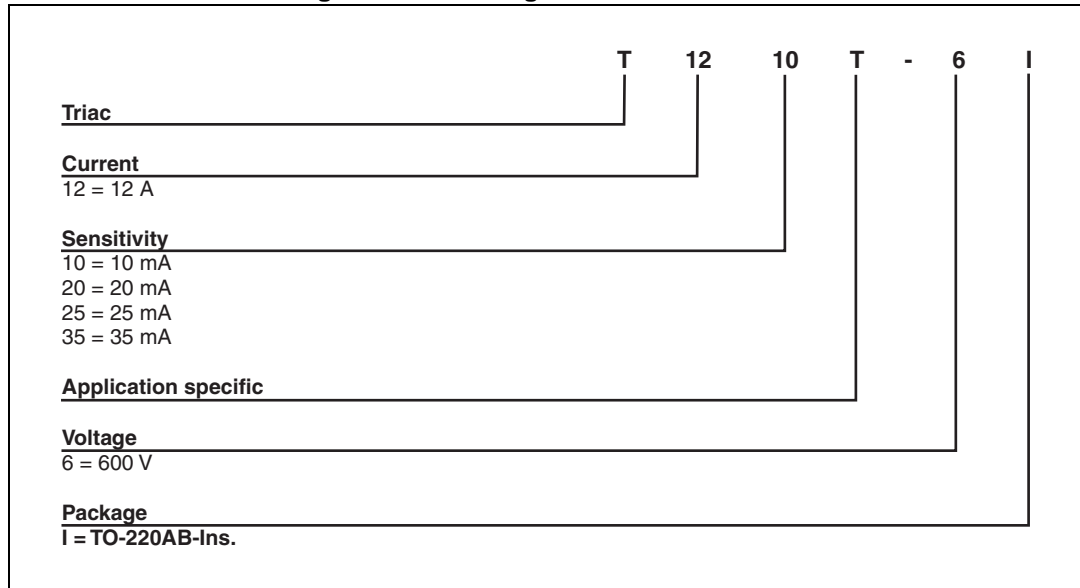 T 12 10 T - 6 I
Triac
Current
12 = 12 A
Sensitivity
10 = 10 mA
20 = 20 mA
25 = 25 mA
35 = 35 mA
Application specific
Voltage
6 = 600 V
Package
I = TO-220AB-Ins.